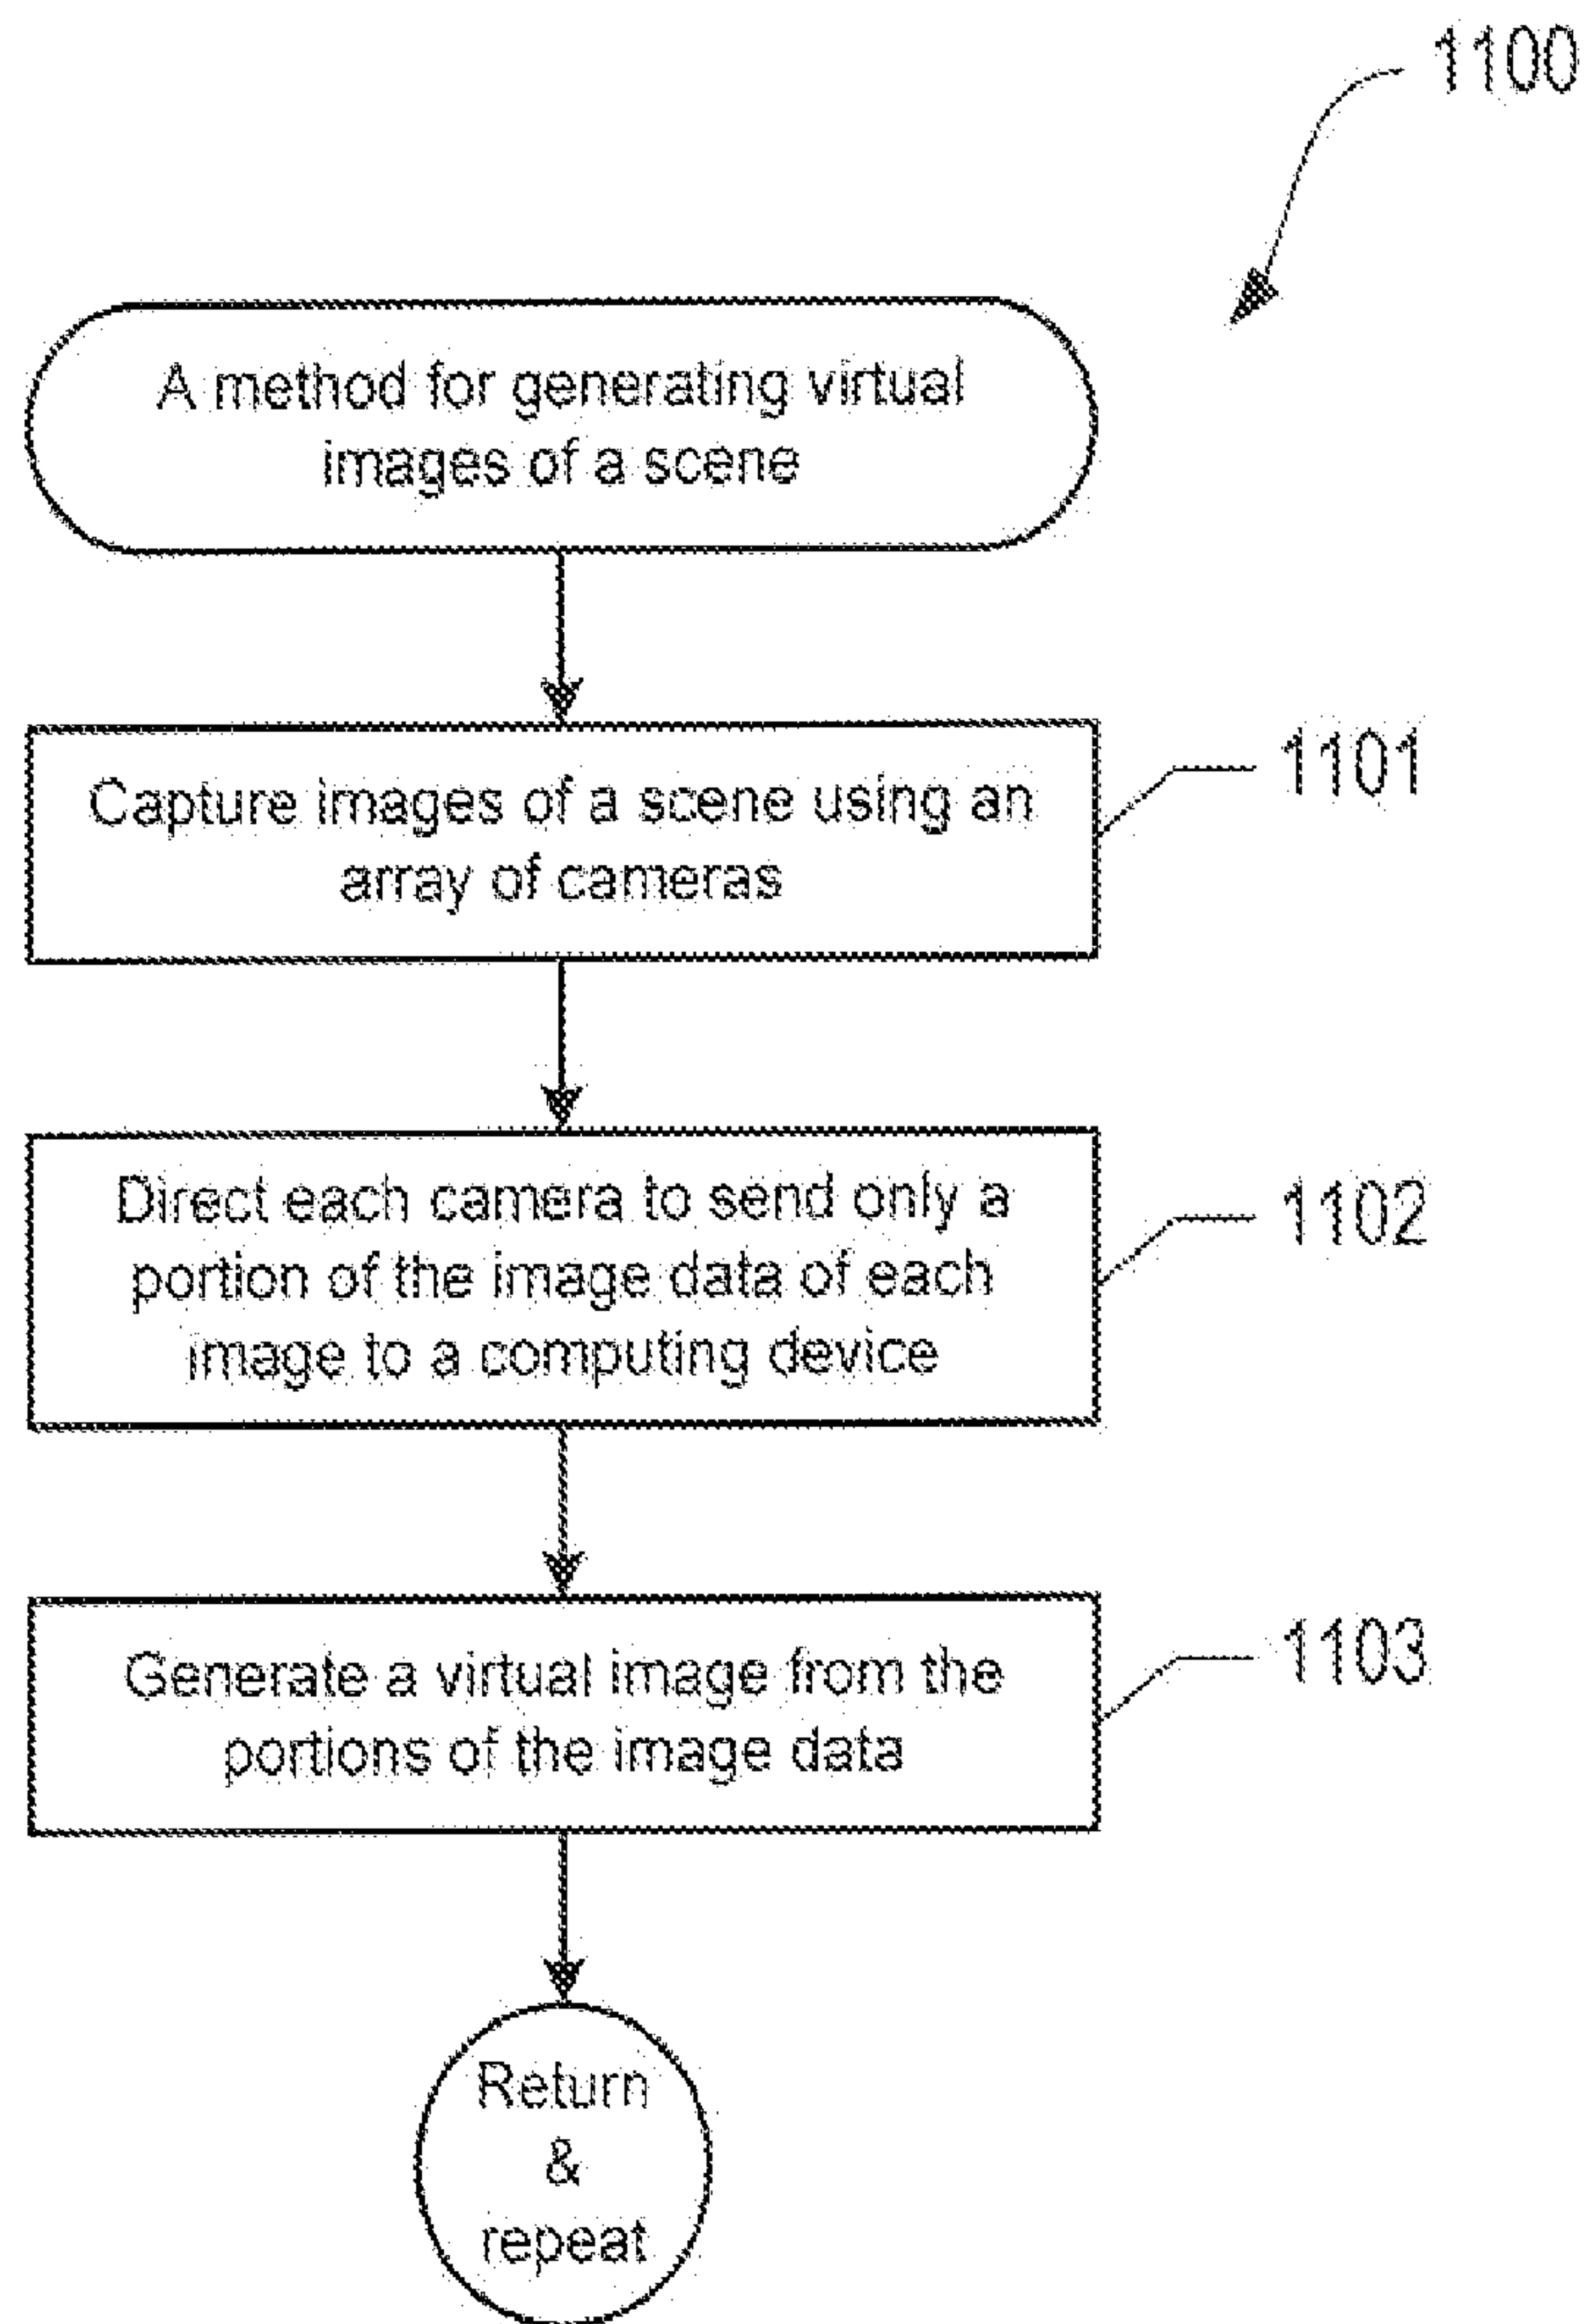 1100
A method for generating virtual
images of a scene
Capture images of a scene using an
array of cameras
1101
Direct each camera to send only a
portion of the image data of each
image to a computing device
1102
Generate a virtual image from the
portions of the image data
1103
Return
&
repeat